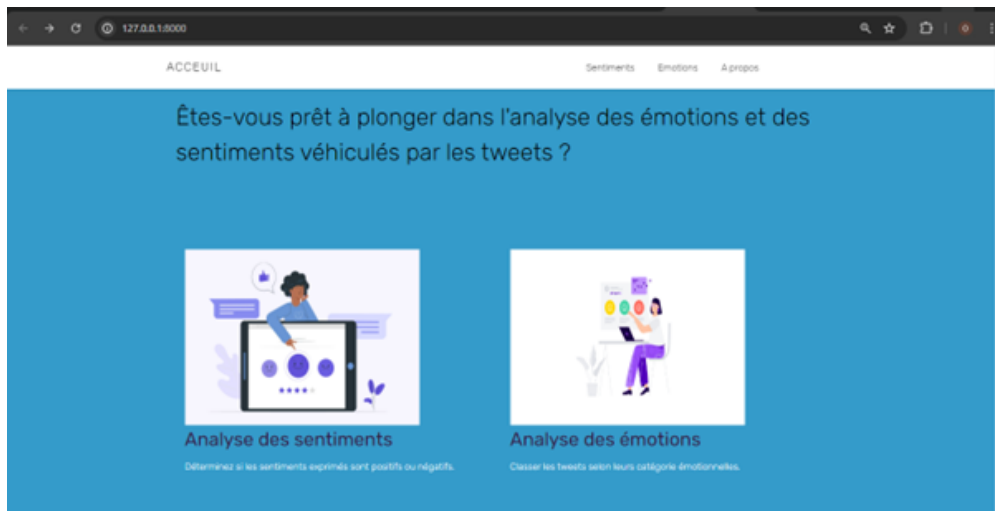 127.0.0.1:8000
ACCEUIL
Sentiments Emotions A propos
Êtes-vous prêt à plonger dans l'analyse des émotions et des
sentiments véhiculés par les tweets ?
Analyse des sentiments
Analyse des émotions
Déterminez si les sentiments exprimés sont positifs ou négatifs.
Classer les tweets selon leurs catégorie émotionnelles.